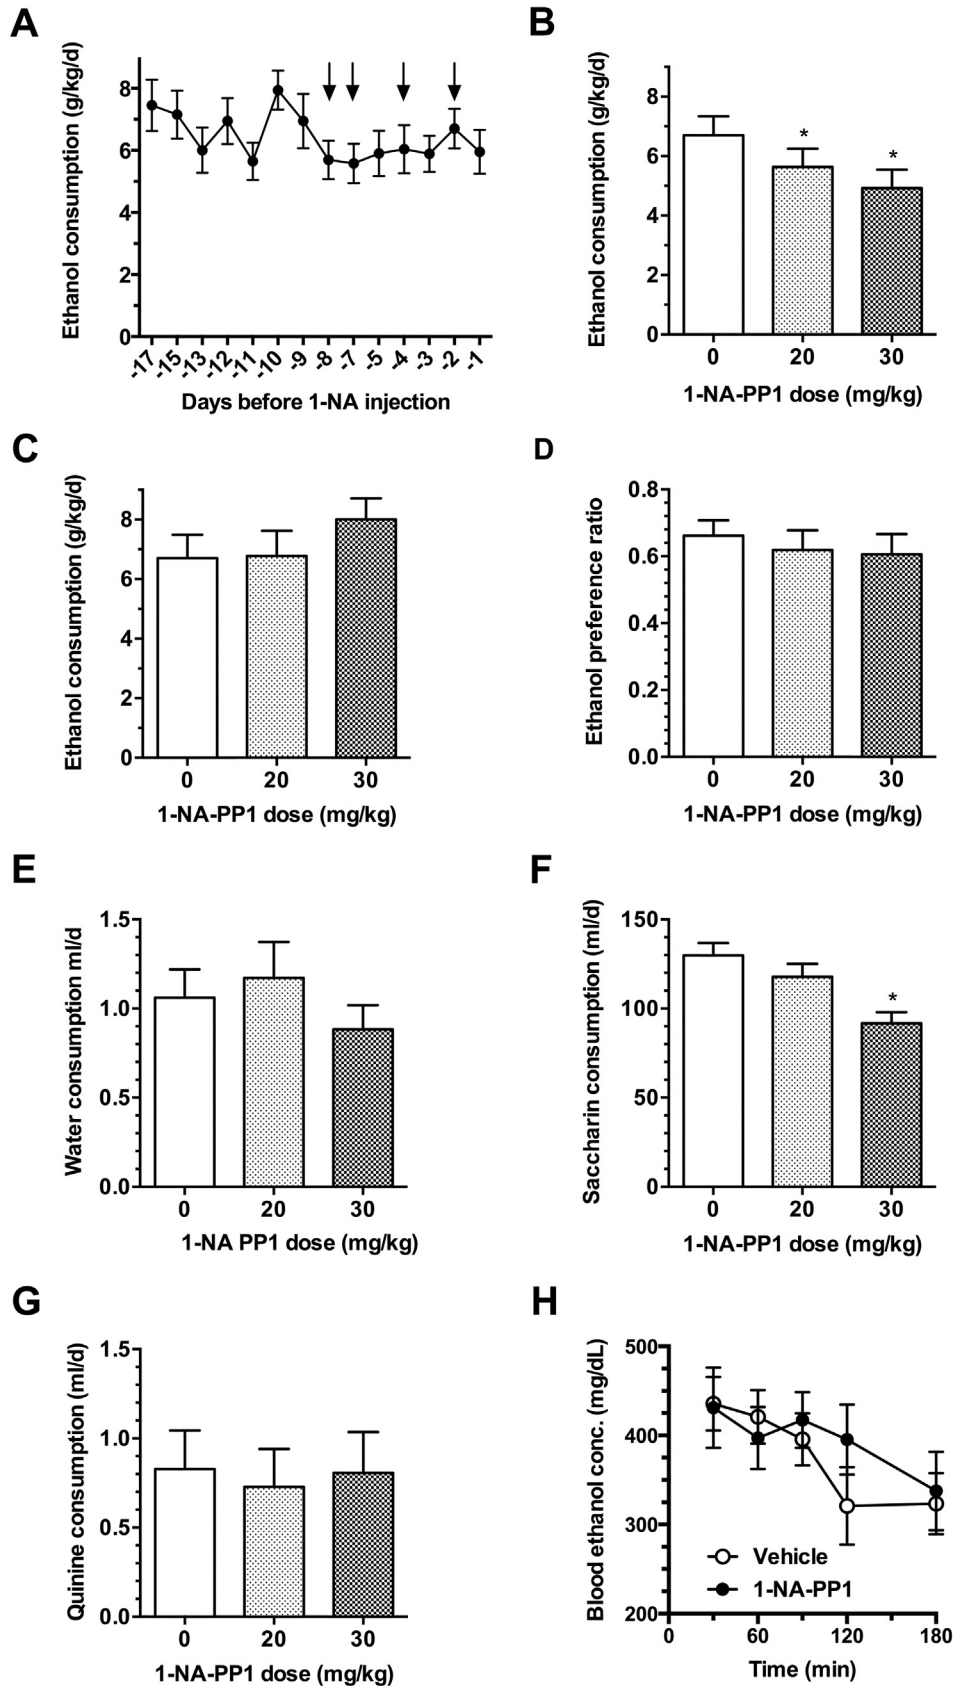 A
Ethanol consumption (g/kg/d)
8
6
4
2
0
-17 -15 -13 -12 -11 -10 -9 -8 -7 -5 -4 -3 -2 -1
Days before 1-NA injection
B
Ethanol consumption (g/kg/d)
8
6
4
2
0
* *
0 20 30
1-NA-PP1 dose (mg/kg)
C
Ethanol consumption (g/kg/d)
8
6
4
2
0
0 20 30
1-NA-PP1 dose (mg/kg)
D
Ethanol preference ratio
0.8
0.6
0.4
0.2
0.0
0 20 30
1-NA-PP1 dose (mg/kg)
E
Water consumption ml/d
1.5
1.0
0.5
0.0
0 20 30
1-NA PP1 dose (mg/kg)
F
Saccharin consumption (ml/d)
150
100
50
0
*
0 20 30
1-NA-PP1 dose (mg/kg)
G
Quinine consumption (ml/d)
1.5
1.0
0.5
0.0
0 20 30
1-NA-PP1 dose (mg/kg)
H
Blood ethanol conc. (mg/dL)
500
400
300
200
Vehicle
1-NA-PP1
0 60 120 180
Time (min)